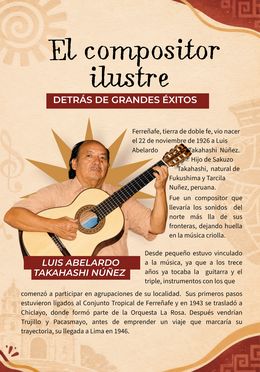 El compositor
ilustre
DETRÁS DE GRANDES ÉXITOS
Ferreñafe, tierra de doble fe, vio nacer
el 22 de noviembre de 1926 a Luis
Abelardo Takahashi Núñez.
Hijo de Sakuzo
Takahashi, natural de
Fukushima y Tarcila
Nuñez, peruana.
Fue un compositor que
llevaría los sonidos del
norte más lla de sus
fronteras, dejando huella
en la música criolla.
LUIS ABELARDO
TAKAHASHI NÚÑEZ
Desde pequeño estuvo vinculado
a la música, ya que a los trece
años ya tocaba la guitarra y el
triple, instrumentos con los que
comenzó a participar en agrupaciones de su localidad. Sus primeros pasos
estuvieron ligados al Conjunto Tropical de Ferreñafe y en 1943 se trasladó a
Chiclayo, donde formó parte de la Orquesta La Rosa. Después vendrían
Trujillo y Pacasmayo, antes de emprender un viaje que marcaría su
trayectoria, su llegada a Lima en 1946.